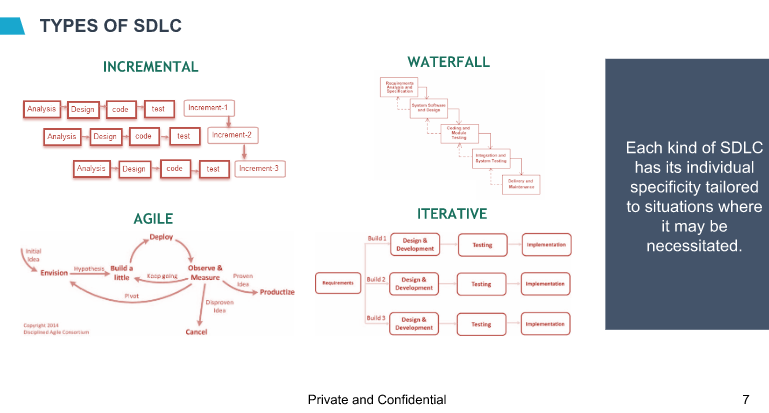 TYPES OF SDLC
INCREMENTAL
Analysis
Design
code
test
Increment-1
Analysis
Design
code
test
Increment-2
Analysis
Design
code
test
Increment-3
WATERFALL
Requirements
Analysis and
Specification
System Software
and Design
Coding and
Module
Testing
Integration and
System Testing
Delivery and
Maintenance
AGILE
Initial
Idea
Envision
Hypothesis
Build a
little
Deploy
Keep going
Observe &
Measure
Proven
Idea
Productize
Pivot
Disproven
Idea
Cancel
Copyright 2014
Disciplined Agile Consortium
ITERATIVE
Requirements
Build 1
Design &
Development
Testing
Implementation
Build 2
Design &
Development
Testing
Implementation
Build 3
Design &
Development
Testing
Implementation
Each kind of SDLC
has its individual
specificity tailored
to situations where
it may be
necessitated.
Private and Confidential
7